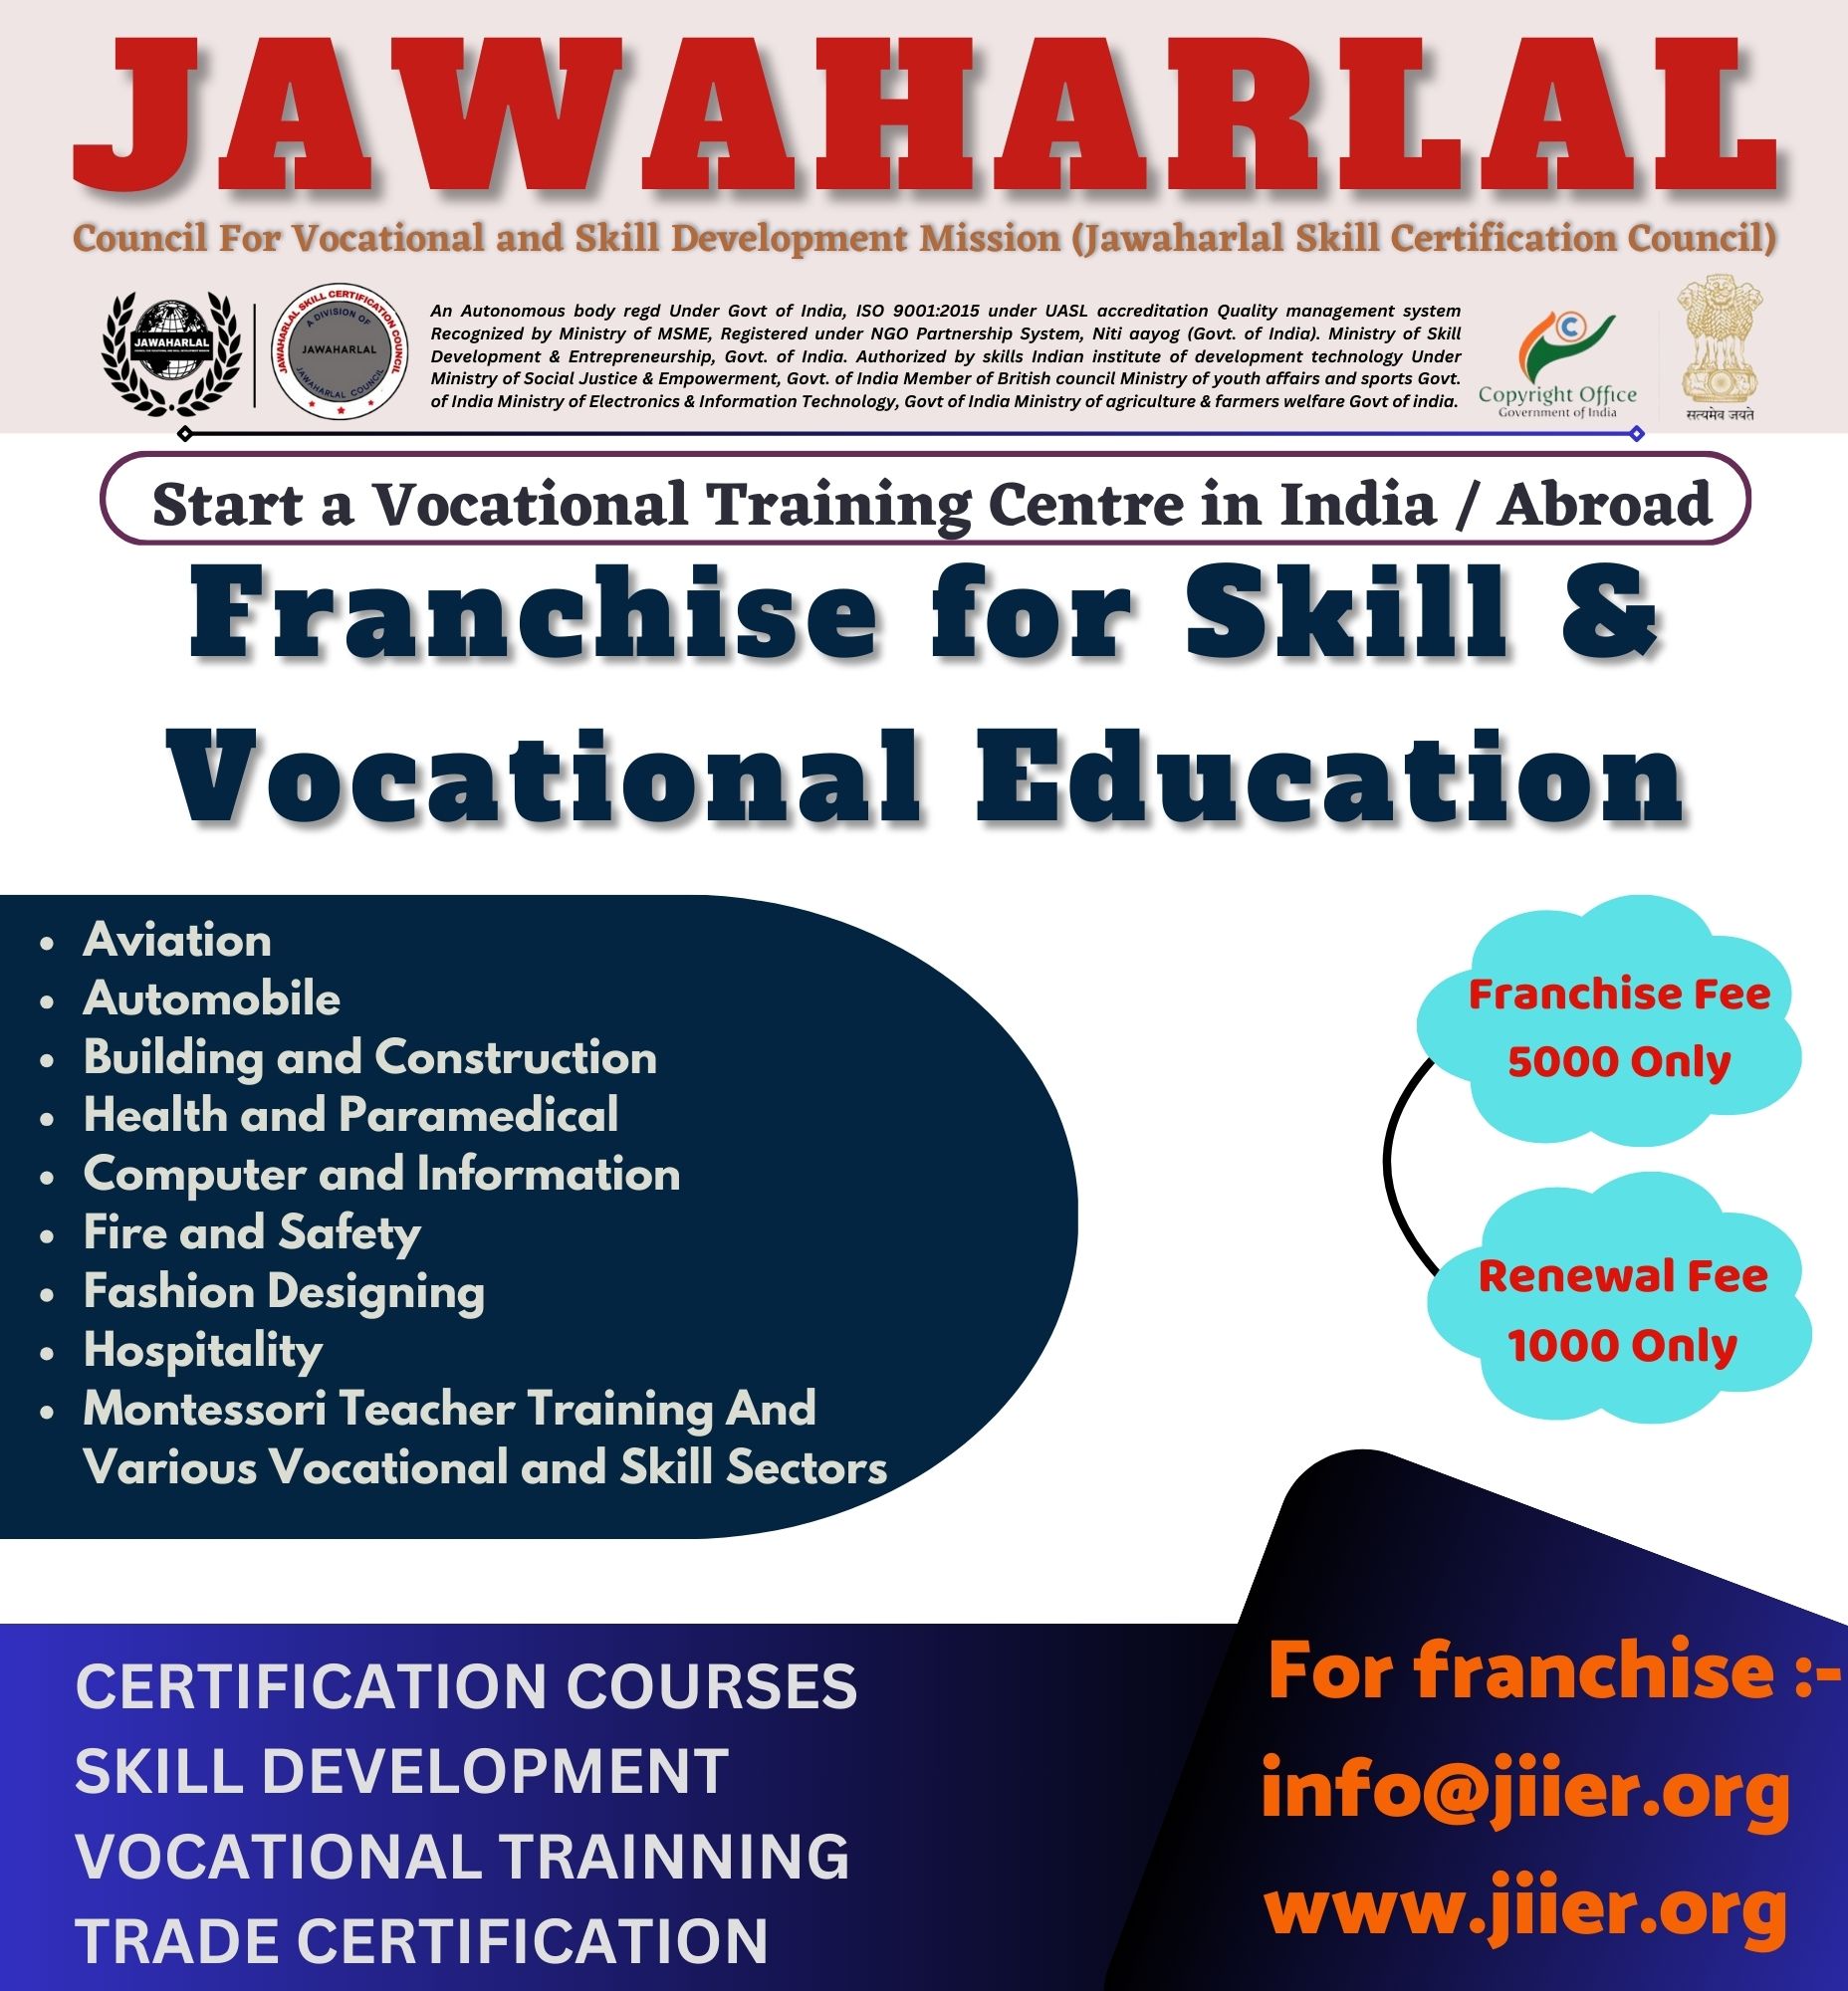 JAWAHARLAL
Council For Vocational and Skill Development Mission (Jawaharlal Skill Certification Council)
JAWAHARLAL
JAWAHARLAL SKILL CERTIFICATION COUNCIL
A DIVISION OF
JAWAHARLAL
JAWAHARLAL COUNCIL
An Autonomous body regd Under Govt of India, ISO 9001:2015 under UASL accreditation Quality management system
Recognized by Ministry of MSME, Registered under NGO Partnership System, Niti aayog (Govt. of India). Ministry of Skill
Development & Entrepreneurship, Govt. of India. Authorized by skills Indian institute of development technology Under
Ministry of Social Justice & Empowerment, Govt. of India Member of British council Ministry of youth affairs and sports Govt.
of India Ministry of Electronics & Information Technology, Govt of India Ministry of agriculture & farmers welfare Govt of india.
C
Copyright Office
Government of India
सत्यमेव जयते
Start a Vocational Training Centre in India / Abroad
Franchise for Skill &
Vocational Education
• Aviation
• Automobile
• Building and Construction
• Health and Paramedical
• Computer and Information
• Fire and Safety
• Fashion Designing
• Hospitality
• Montessori Teacher Training And
Various Vocational and Skill Sectors
Franchise Fee
5000 Only
Renewal Fee
1000 Only
CERTIFICATION COURSES
SKILL DEVELOPMENT
VOCATIONAL TRAINNING
TRADE CERTIFICATION
For franchise :-
info@jiier.org
www.jiier.org